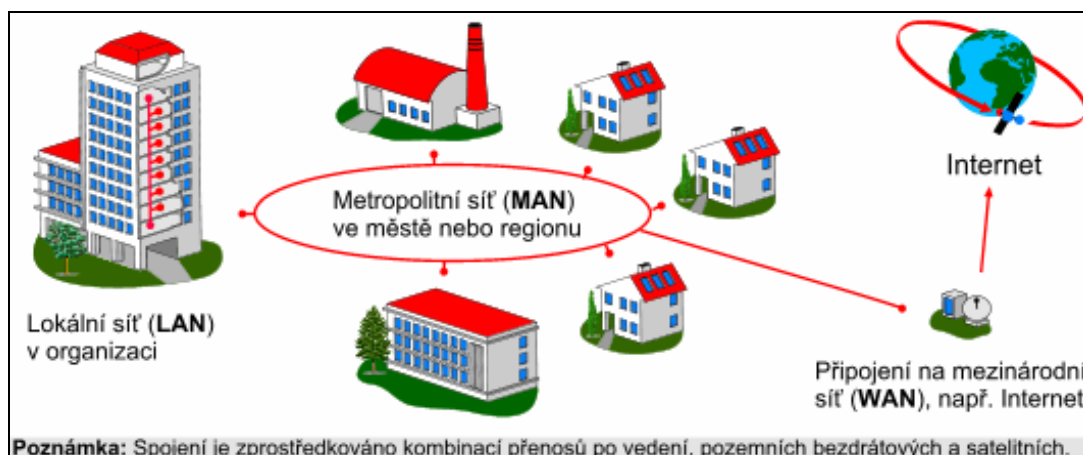 Metropolitní síť (MAN)
ve městě nebo regionu
Internet
Lokální síť (LAN)
v organizaci
Připojení na mezinárodní
síť (WAN), např. Internet
Poznámka: Spojení je zprostředkováno kombinací přenosů po vedení, pozemních bezdrátových a satelitních.